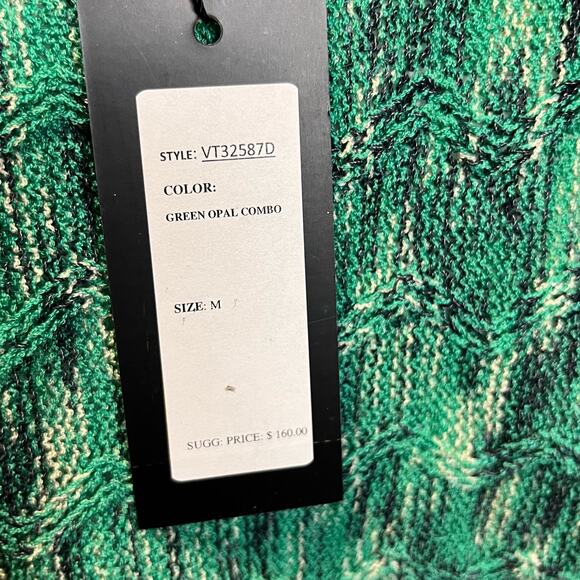 STYLE: VT32587D
COLOR:
GREEN OPAL COMBO
SIZE: M
SUGG: PRICE: $ 160.00